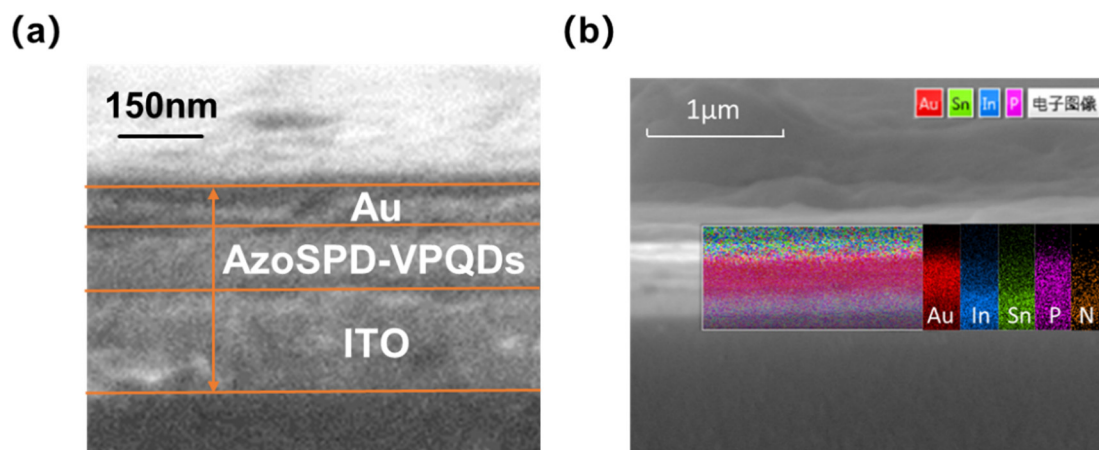 (a)
150nm
Au
AzoSPD-VPQDs
ITO
(b)
Au Sn In P 电子图像
1μm
Au In Sn P N